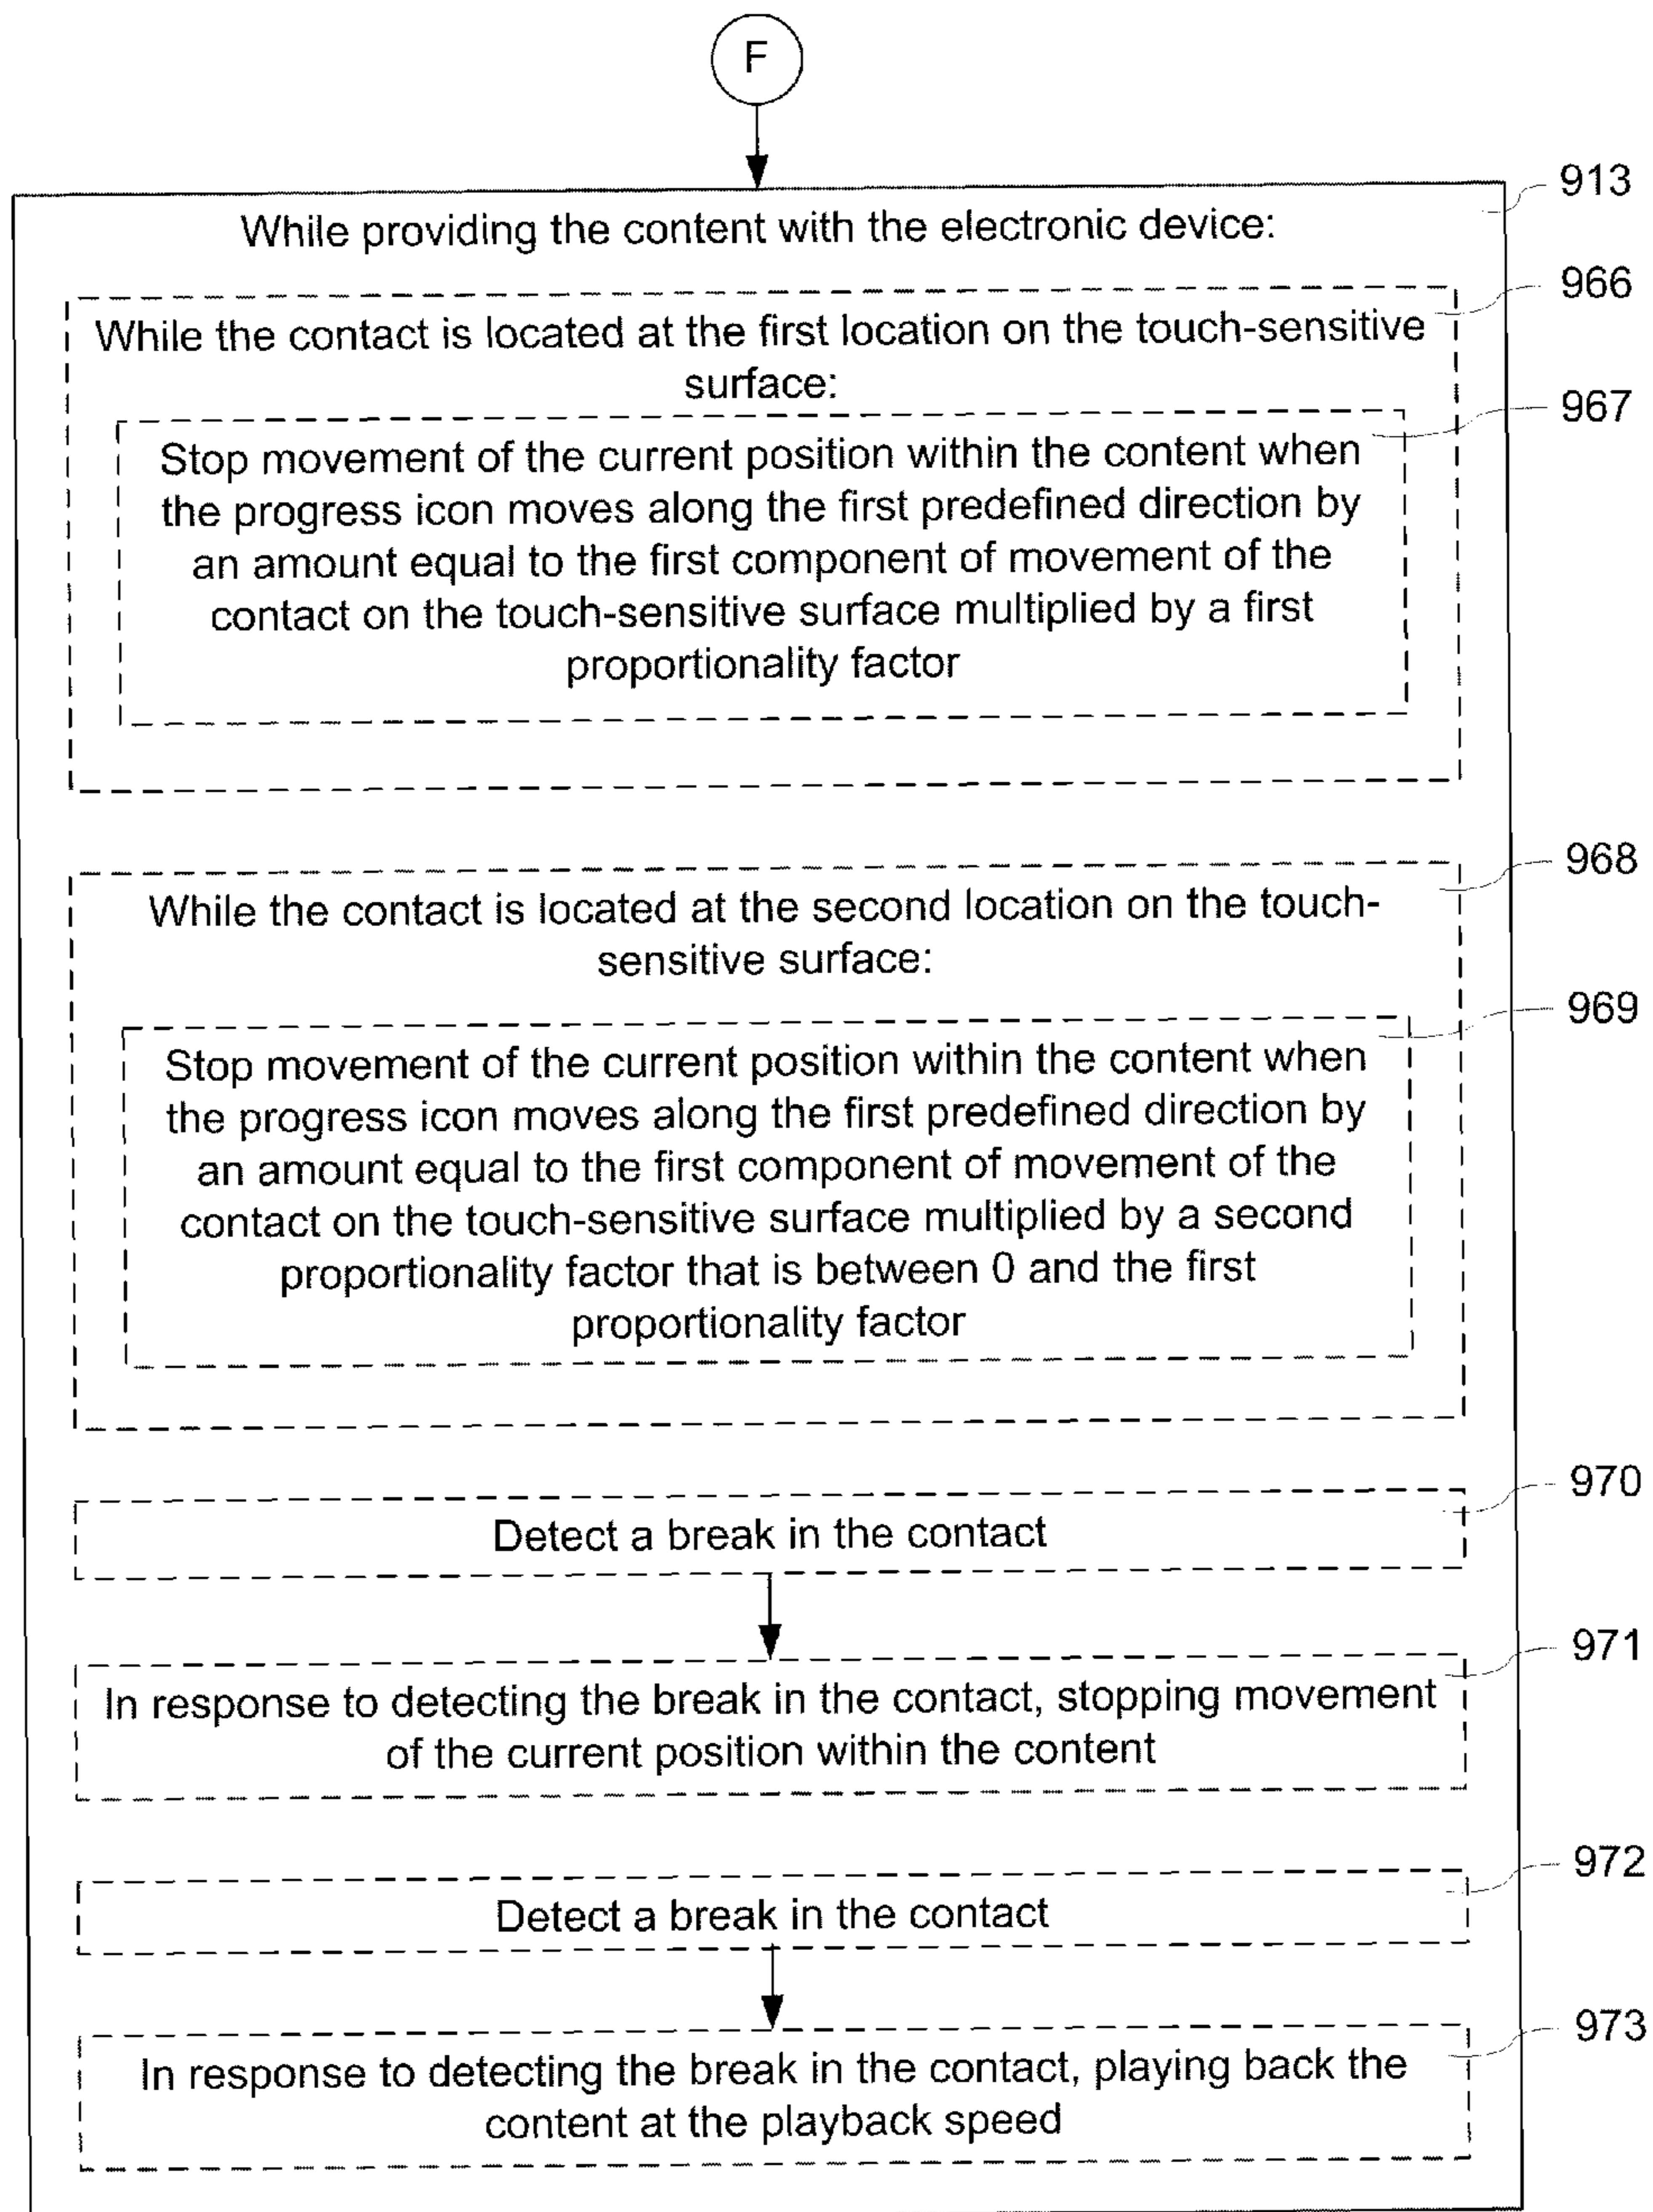 F
913
While providing the content with the electronic device:
966
While the contact is located at the first location on the touch-sensitive
surface:
967
Stop movement of the current position within the content when
the progress icon moves along the first predefined direction by
an amount equal to the first component of movement of the
contact on the touch-sensitive surface multiplied by a first
proportionality factor
968
While the contact is located at the second location on the touch-
sensitive surface:
969
Stop movement of the current position within the content when
the progress icon moves along the first predefined direction by
an amount equal to the first component of movement of the
contact on the touch-sensitive surface multiplied by a second
proportionality factor that is between 0 and the first
proportionality factor
970
Detect a break in the contact
971
In response to detecting the break in the contact, stopping movement
of the current position within the content
972
Detect a break in the contact
973
In response to detecting the break in the contact, playing back the
content at the playback speed